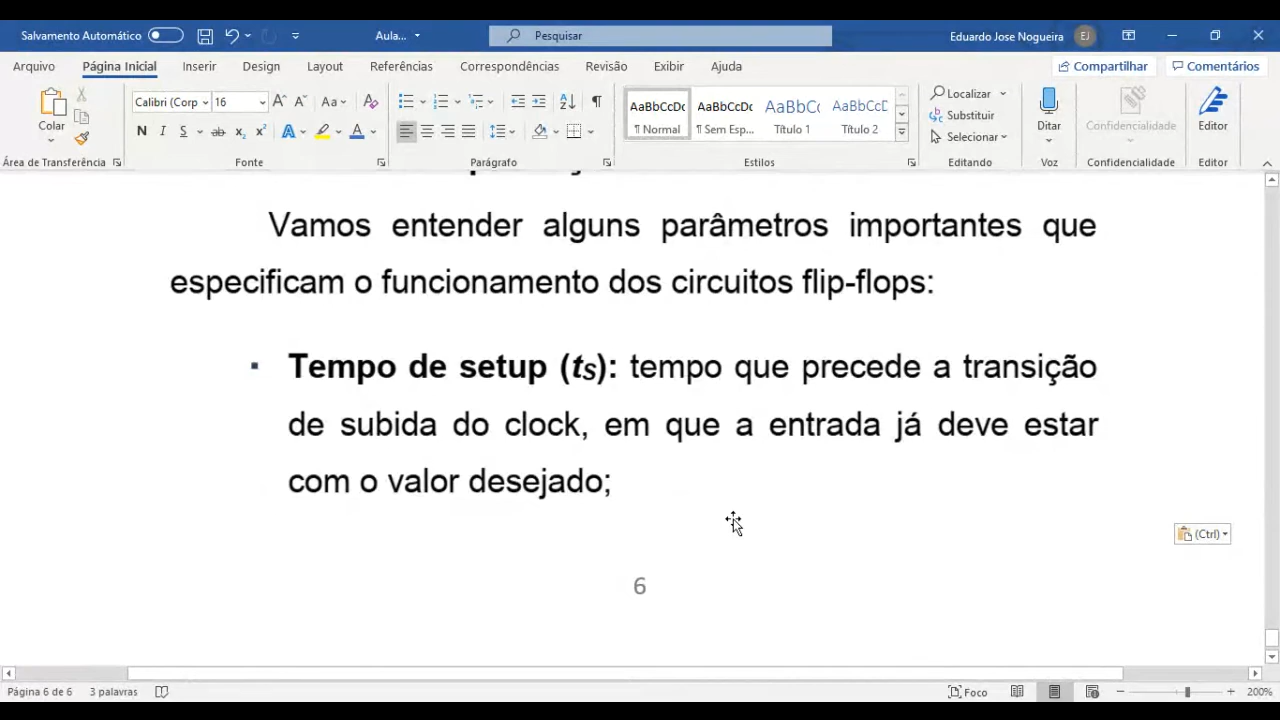 Salvamento Automático Aula... Pesquisar Eduardo Jose Nogueira EJ
Arquivo Página Inicial Inserir Design Layout Referências Correspondências Revisão Exibir Ajuda Compartilhar Comentários
Colar Calibri (Corp 16 Aa AaBbCcDc AaBbCcDc AaBbCc AaBbCcD Localizar Substituir Selecionar Ditar Confidencialidade Editor
N I S ab x₂ x² A A ¶ Normal ¶ Sem Esp... Título 1 Título 2
Área de Transferência Fonte Parágrafo Estilos Editando Voz Confidencialidade Editor
Vamos entender alguns parâmetros importantes que
especificam o funcionamento dos circuitos flip-flops:
▪ Tempo de setup (tS): tempo que precede a transição
de subida do clock, em que a entrada já deve estar
com o valor desejado;
(Ctrl)
6
Página 6 de 6 3 palavras Foco 200%